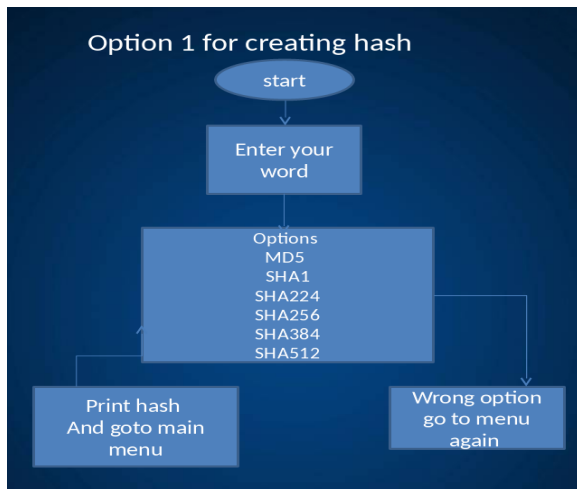 Option 1 for creating hash
start
Enter your
word
Options
MD5
SHA1
SHA224
SHA256
SHA384
SHA512
Print hash
And goto main
menu
Wrong option
go to menu
again